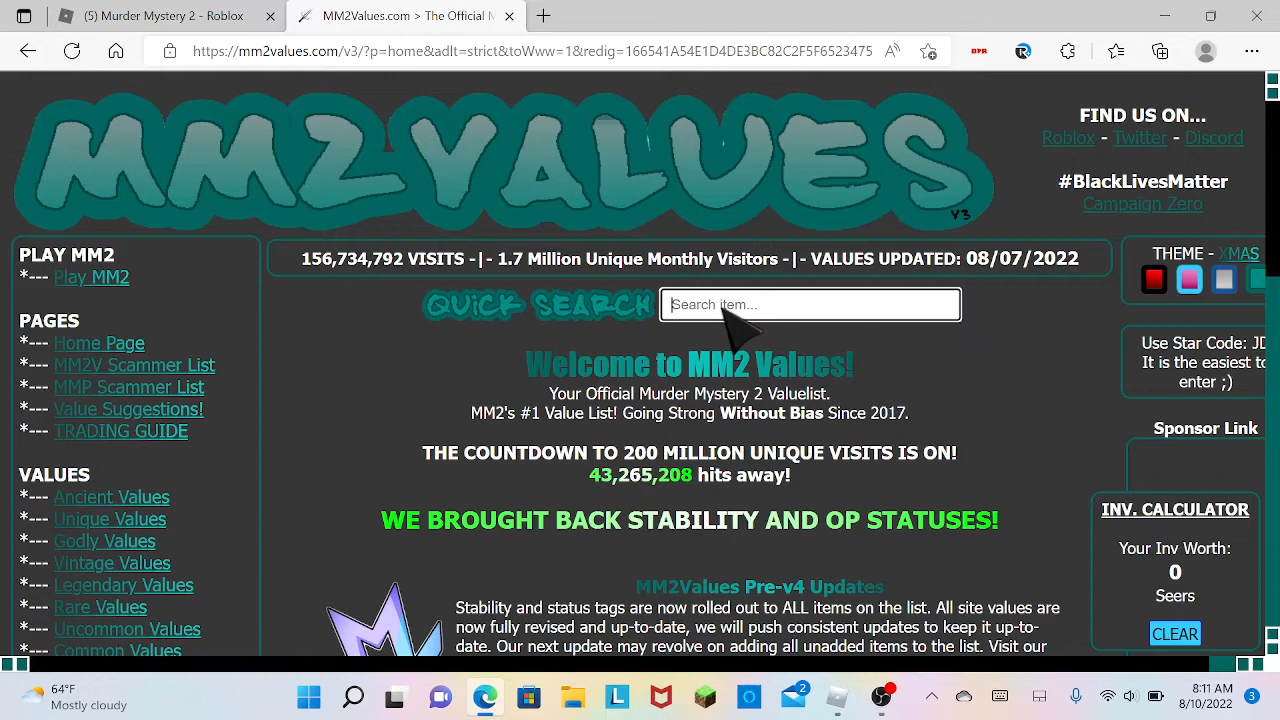 (5) Murder Mystery 2 - Roblox
MM2Values.com > The Official M
https://mm2values.com/v3/?p=home&adlt=strict&toWww=1&redig=166541A54E1D4DE3BC82C2F5F6523475
MM2VALUES
V3
FIND US ON...
Roblox - Twitter - Discord
#BlackLivesMatter
Campaign Zero
PLAY MM2
*--- Play MM2
PAGES
*--- Home Page
*--- MM2V Scammer List
*--- MMP Scammer List
*--- Value Suggestions!
*--- TRADING GUIDE
VALUES
*--- Ancient Values
*--- Unique Values
*--- Godly Values
*--- Vintage Values
*--- Legendary Values
*--- Rare Values
*--- Uncommon Values
*--- Common Values
156,734,792 VISITS -|- 1.7 Million Unique Monthly Visitors -|- VALUES UPDATED: 08/07/2022
QUICK SEARCH Search item...
Welcome to MM2 Values!
Your Official Murder Mystery 2 Valuelist.
MM2's #1 Value List! Going Strong Without Bias Since 2017.
THE COUNTDOWN TO 200 MILLION UNIQUE VISITS IS ON!
43,265,208 hits away!
WE BROUGHT BACK STABILITY AND OP STATUSES!
MM2Values Pre-v4 Updates
Stability and status tags are now rolled out to ALL items on the list. All site values are
now fully revised and up-to-date, we will push consistent updates to keep it up-to-
date. Our next update may revolve on adding all unadded items to the list. Visit our
THEME - XMAS
Use Star Code: JD
It is the easiest to
enter ;)
Sponsor Link
INV. CALCULATOR
Your Inv Worth:
0
Seers
CLEAR
64°F
Mostly cloudy
2
8:11 AM
8/10/2022
3